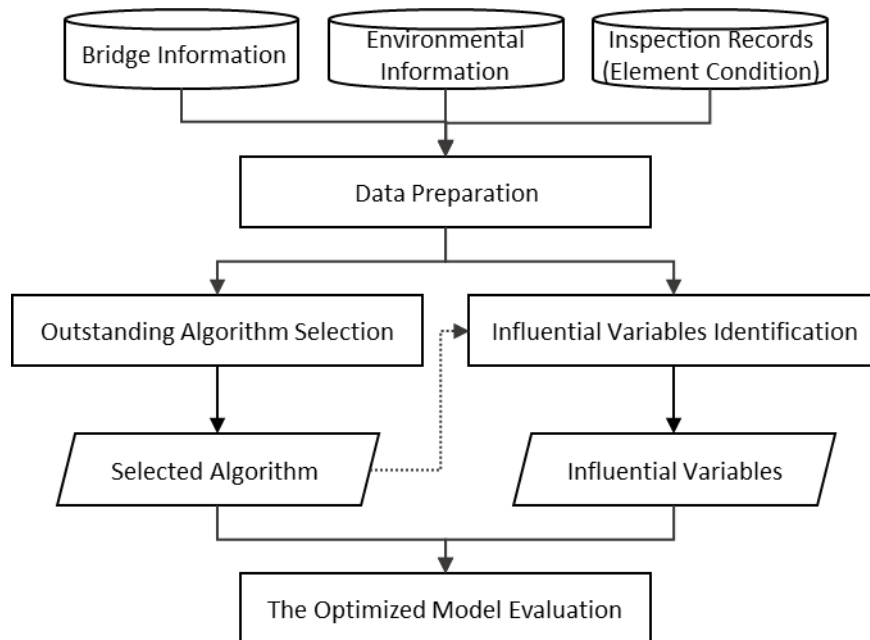 Bridge Information
Environmental
Information
Inspection Records
(Element Condition)
Data Preparation
Outstanding Algorithm Selection
Influential Variables Identification
Selected Algorithm
Influential Variables
The Optimized Model Evaluation